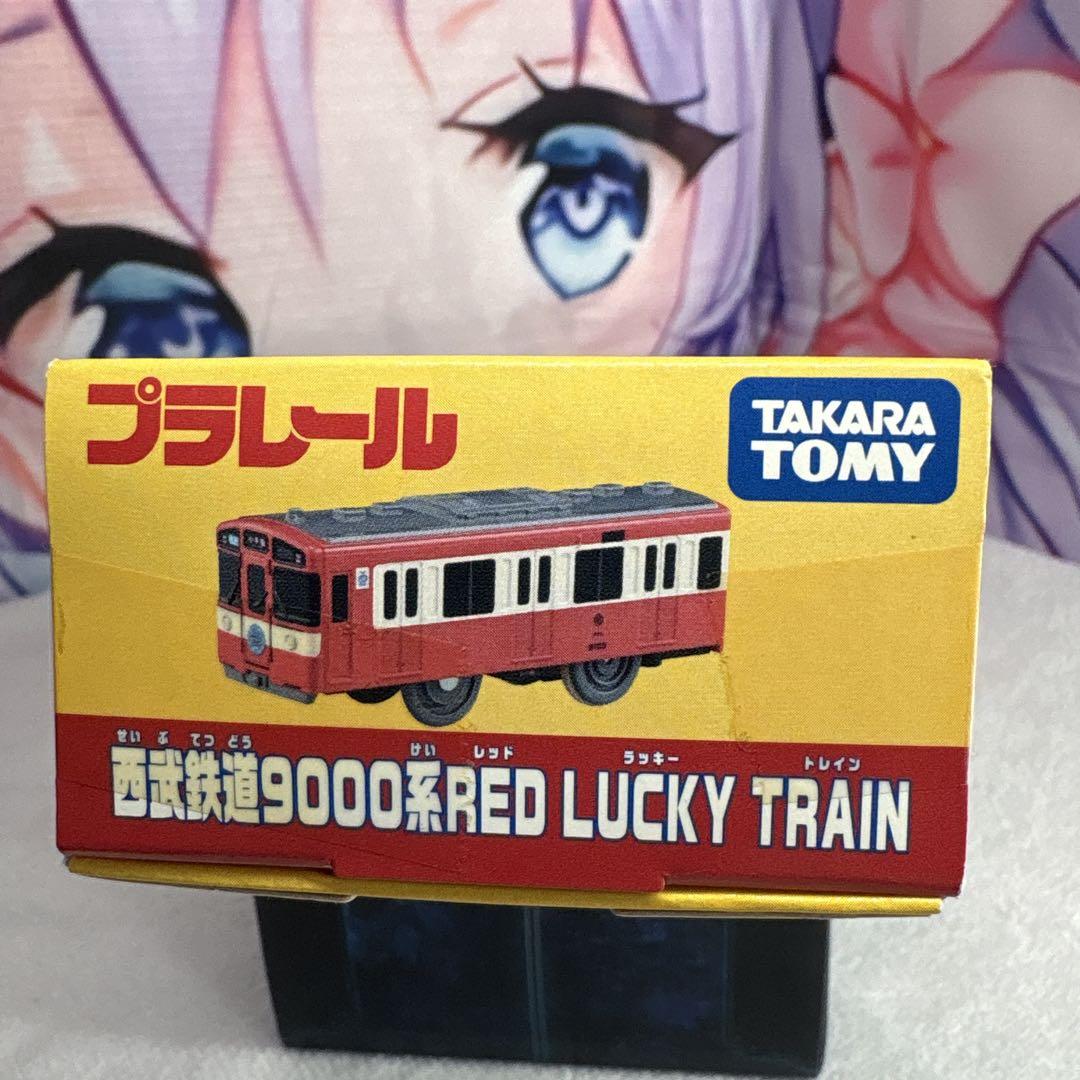 プラレール
TAKARA
TOMY
せいぶてつどう けい レッド ラッキー トレイン
西武鉄道9000系RED LUCKY TRAIN